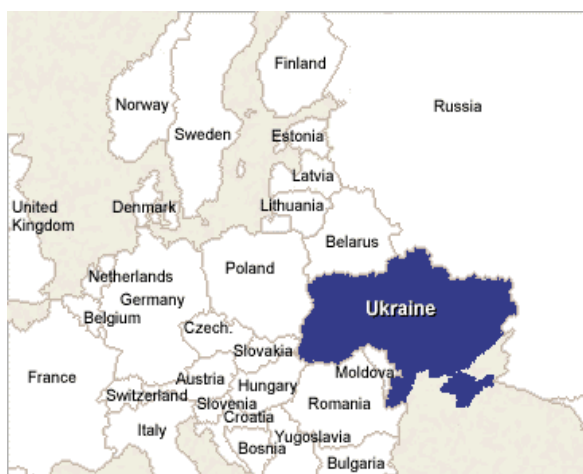 Finland
Norway
Russia
Sweden
Estonia
Latvia
United
Kingdom
Denmark
Lithuania
Belarus
Netherlands
Poland
Germany
Ukraine
Belgium
Czech.
Slovakia
France
Austria
Moldova
Switzerland
Hungary
Slovenia
Romania
Croatia
Italy
Yugoslavia
Bosnia
Bulgaria